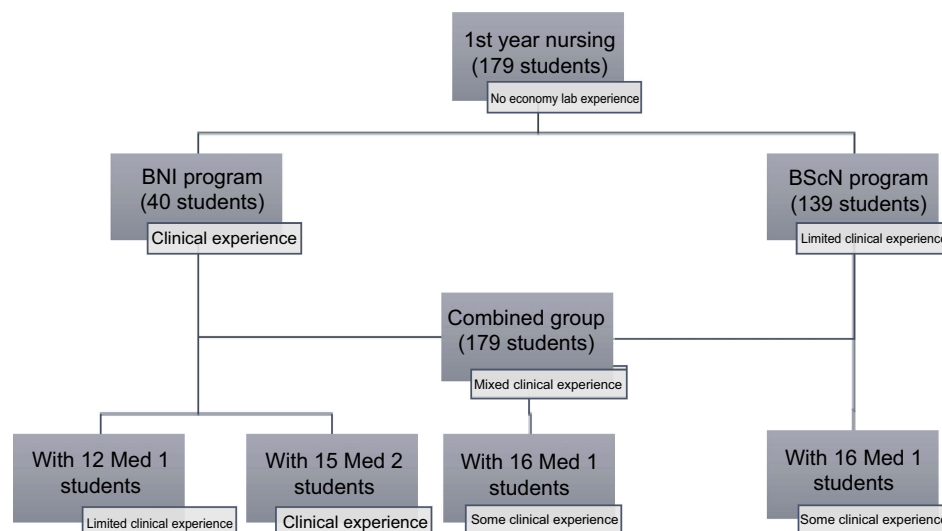 1st year nursing
(179 students)
No economy lab experience
BNI program
(40 students)
Clinical experience
BScN program
(139 students)
Limited clinical experience
Combined group
(179 students)
Mixed clinical experience
With 12 Med 1
students
Limited clinical experience
With 15 Med 2
students
Clinical experience
With 16 Med 1
students
Some clinical experience
With 16 Med 1
students
Some clinical experience